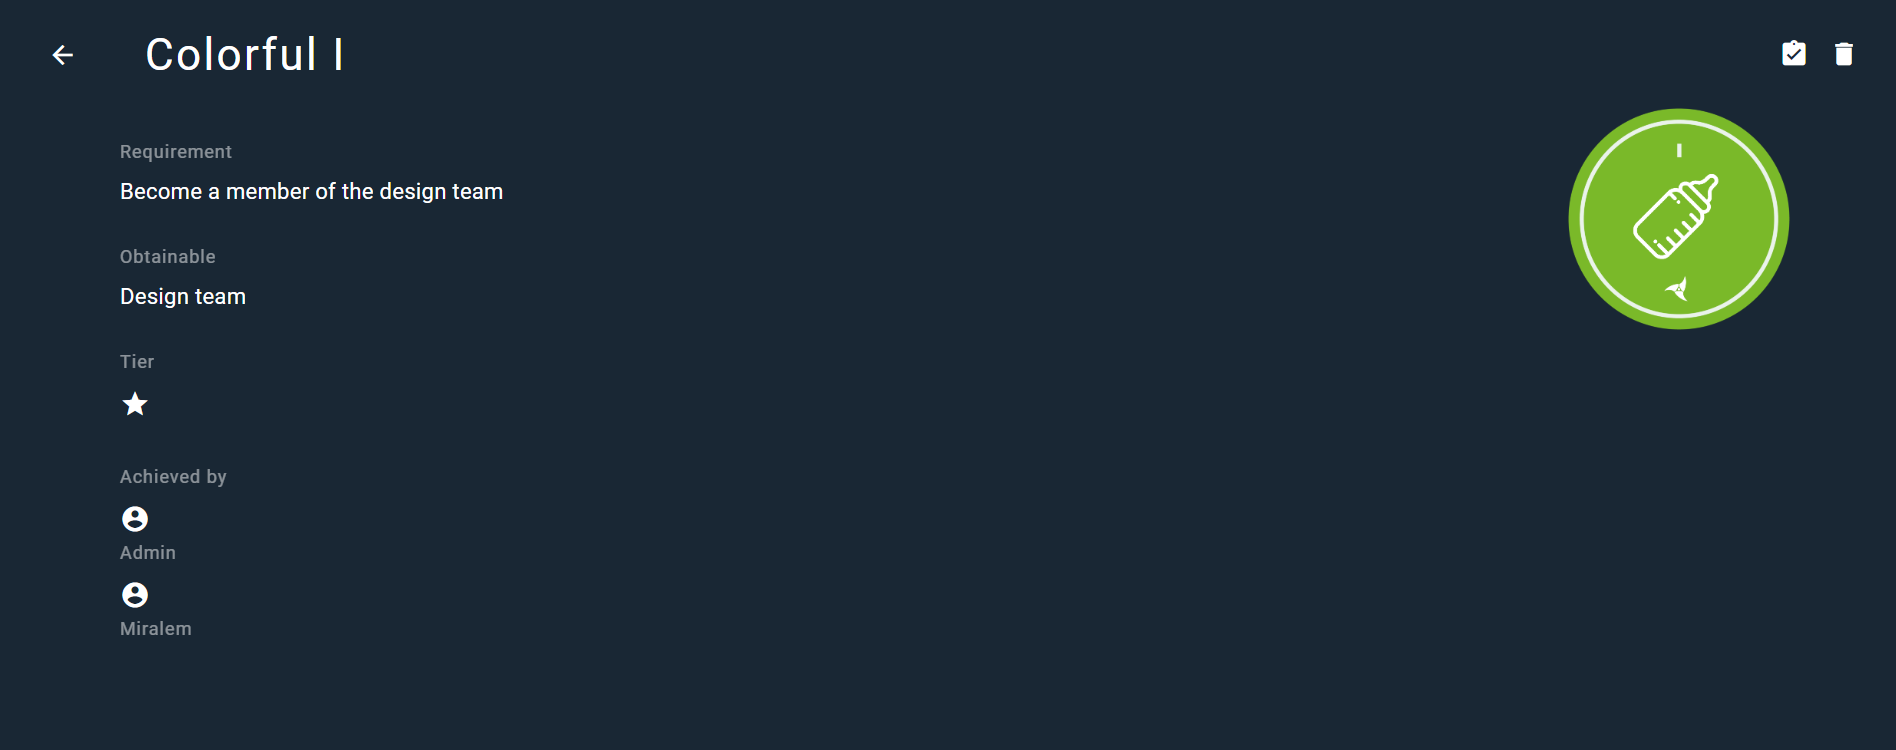 Colorful I
Requirement
Become a member of the design team
I
Obtainable
Design team
Tier
Achieved by
Admin
Miralem